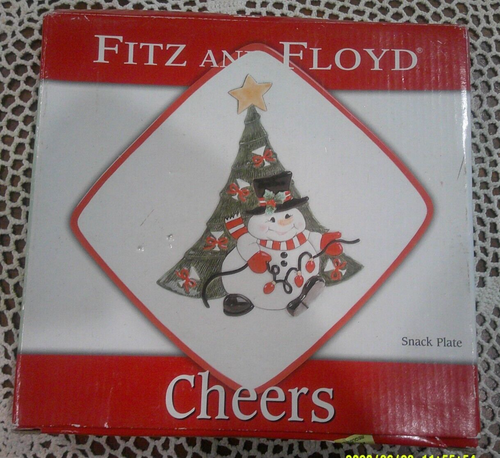 FITZ AND FLOYD®
Snack Plate
Cheers